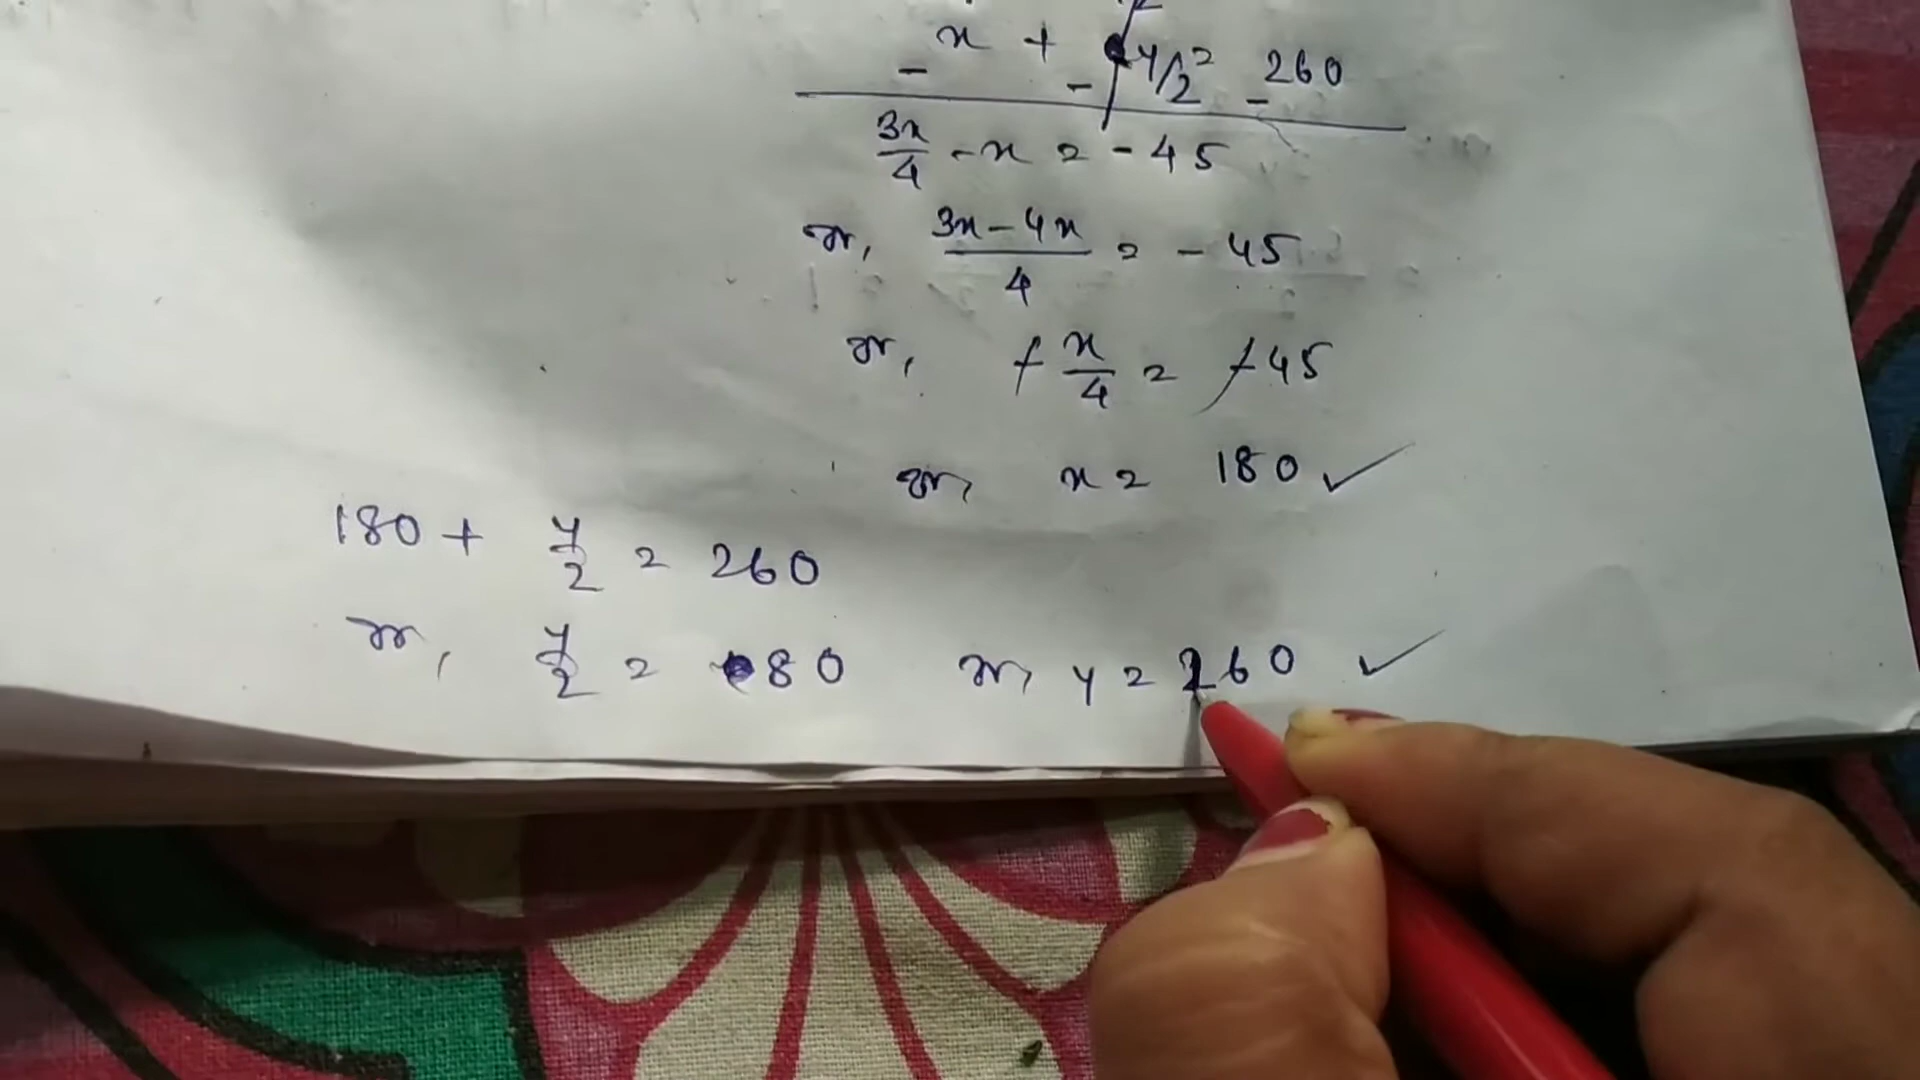 x + y/2 = 260
- - -
3x/4 - x = - 45
বা, 3x - 4x/4 = - 45
বা, - x/4 = - 45
বা, x = 180 ✓
180 + y/2 = 260
বা, y/2 = 80 বা, y = 160 ✓